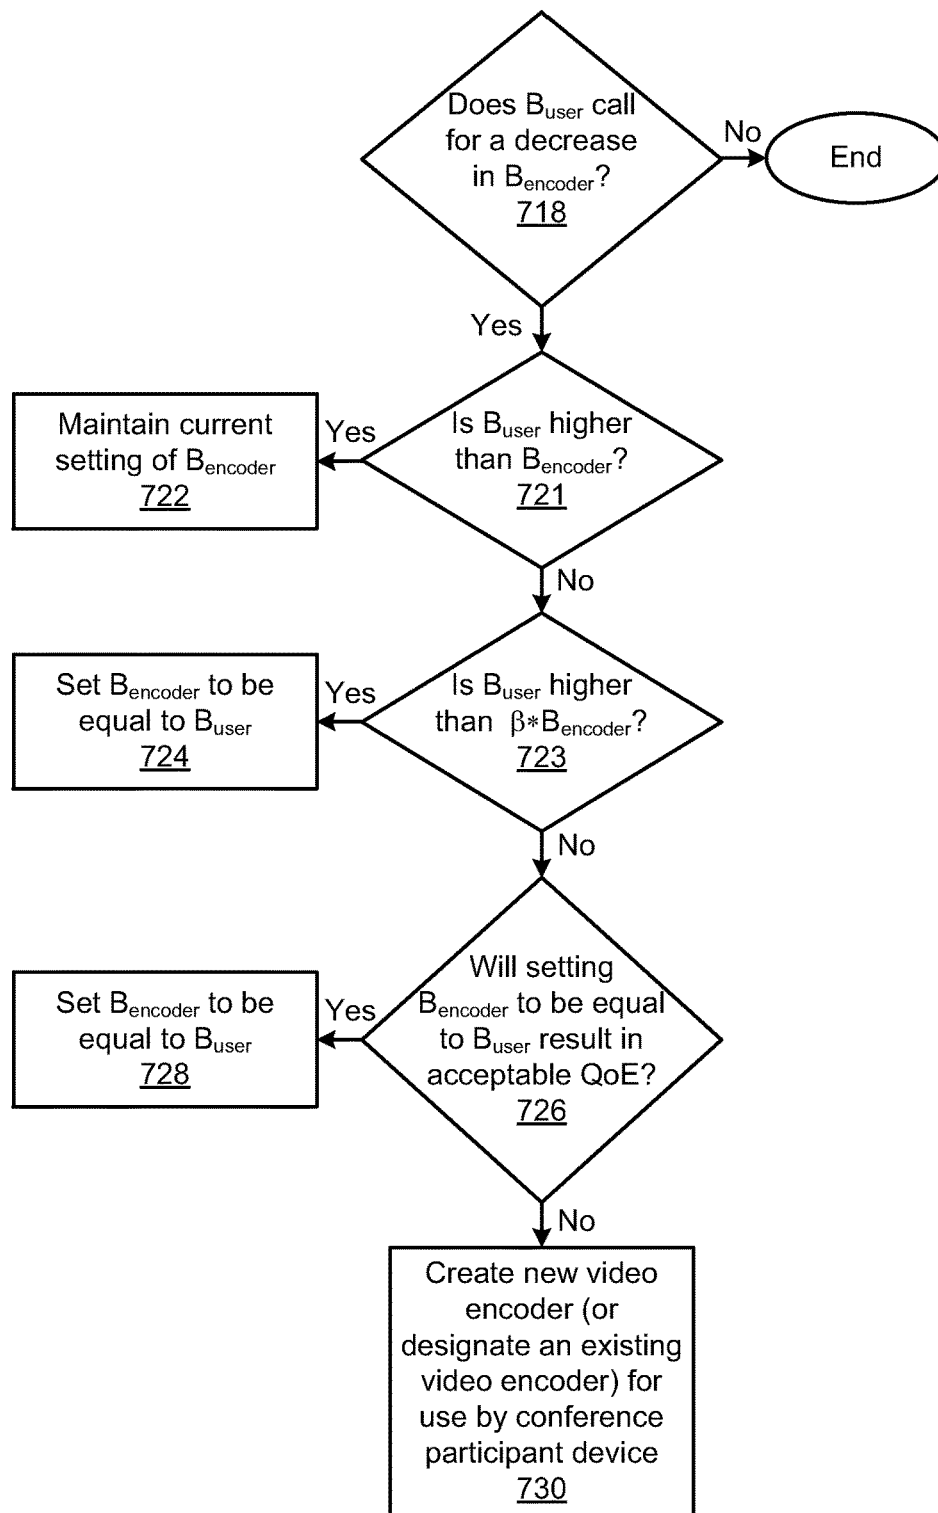 Does Buser call
for a decrease
in Bencoder?
718
No
End
Yes
Is Buser higher
than Bencoder?
721
Yes
Maintain current
setting of Bencoder
722
No
Is Buser higher
than β*Bencoder?
723
Yes
Set Bencoder to be
equal to Buser
724
No
Will setting
Bencoder to be equal
to Buser result in
acceptable QoE?
726
Yes
Set Bencoder to be
equal to Buser
728
No
Create new video
encoder (or
designate an existing
video encoder) for
use by conference
participant device
730